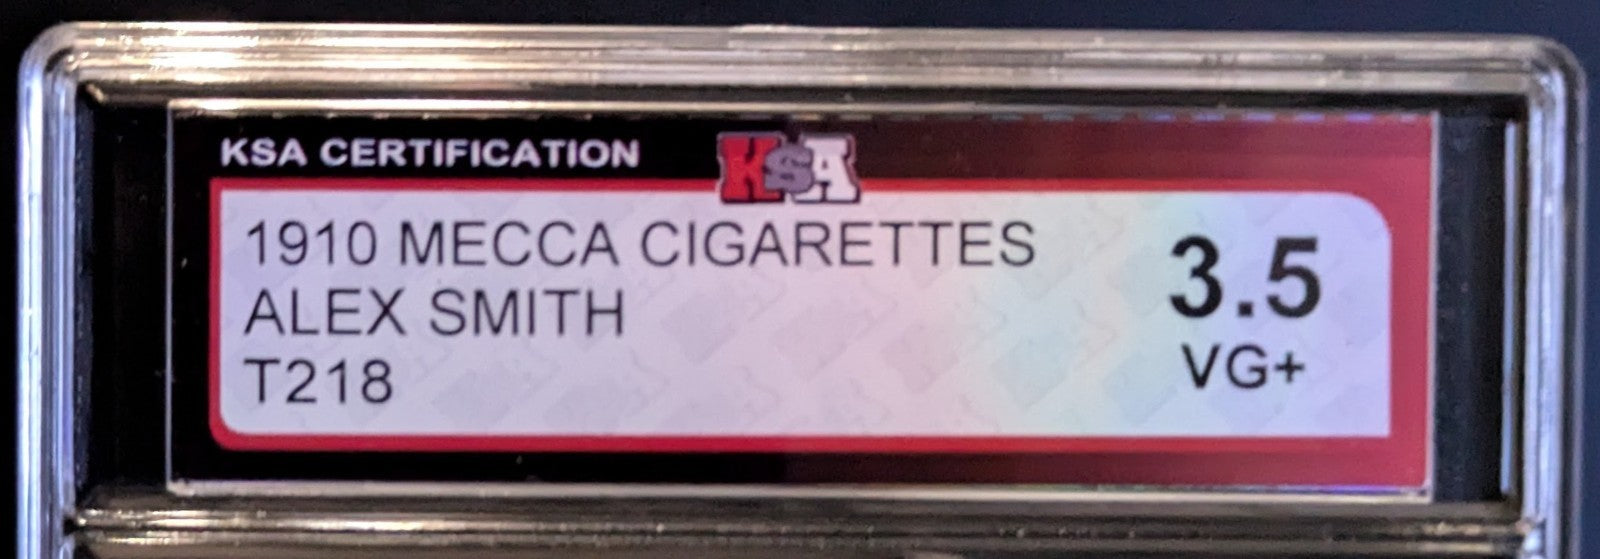 KSA CERTIFICATION
KSA
1910 MECCA CIGARETTES
ALEX SMITH
T218
3.5
VG+